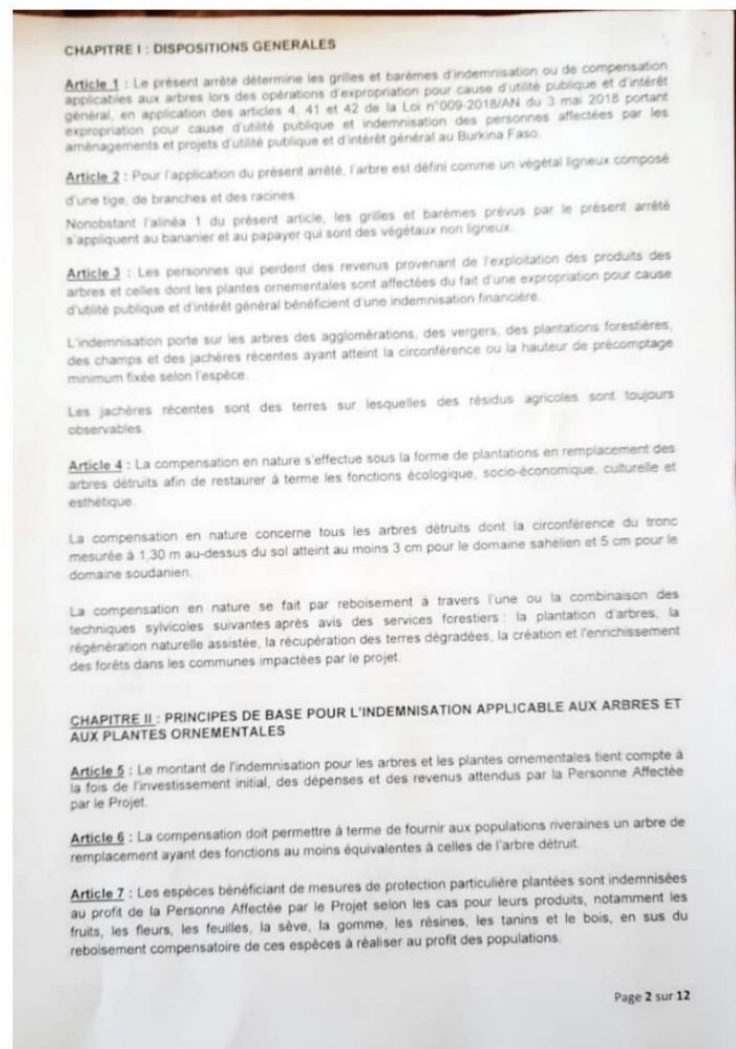 CHAPITRE I : DISPOSITIONS GENERALES
Article 1 : Le présent arrêté détermine les grilles et barèmes d'indemnisation ou de compensation
applicables aux arbres lors des opérations d'expropriation pour cause d'utilité publique et d'intérêt
général, en application des articles 4, 41 et 42 de la Loi n°009-2018/AN du 3 mai 2018 portant
expropriation pour cause d'utilité publique et indemnisation des personnes affectées par les
aménagements et projets d'utilité publique et d'intérêt général au Burkina Faso.
Article 2 : Pour l'application du présent arrêté, l'arbre est défini comme un végétal ligneux composé
d'une tige, de branches et des racines.
Nonobstant l'alinéa 1 du présent article, les grilles et barèmes prévus par le présent arrêté
s'appliquent au bananier et au papayer qui sont des végétaux non ligneux.
Article 3 : Les personnes qui perdent des revenus provenant de l'exploitation des produits des
arbres et celles dont les plantes ornementales sont affectées du fait d'une expropriation pour cause
d'utilité publique et d'intérêt général bénéficient d'une indemnisation financière.
L'indemnisation porte sur les arbres des agglomérations, des vergers, des plantations forestières,
des champs et des jachères récentes ayant atteint la circonférence ou la hauteur de précomptage
minimum fixée selon l'espèce.
Les jachères récentes sont des terres sur lesquelles des résidus agricoles sont toujours
observables.
Article 4 : La compensation en nature s'effectue sous la forme de plantations en remplacement des
arbres détruits afin de restaurer à terme les fonctions écologique, socio-économique, culturelle et
esthétique.
La compensation en nature concerne tous les arbres détruits dont la circonférence du tronc
mesurée à 1,30 m au-dessus du sol atteint au moins 3 cm pour le domaine sahélien et 5 cm pour le
domaine soudanien.
La compensation en nature se fait par reboisement à travers l'une ou la combinaison des
techniques sylvicoles suivantes après avis des services forestiers : la plantation d'arbres, la
régénération naturelle assistée, la récupération des terres dégradées, la création et l'enrichissement
des forêts dans les communes impactées par le projet.
CHAPITRE II : PRINCIPES DE BASE POUR L'INDEMNISATION APPLICABLE AUX ARBRES ET
AUX PLANTES ORNEMENTALES
Article 5 : Le montant de l'indemnisation pour les arbres et les plantes ornementales tient compte à
la fois de l'investissement initial, des dépenses et des revenus attendus par la Personne Affectée
par le Projet.
Article 6 : La compensation doit permettre à terme de fournir aux populations riveraines un arbre de
remplacement ayant des fonctions au moins équivalentes à celles de l'arbre détruit.
Article 7 : Les espèces bénéficiant de mesures de protection particulière plantées sont indemnisées
au profit de la Personne Affectée par le Projet selon les cas pour leurs produits, notamment les
fruits, les fleurs, les feuilles, la sève, la gomme, les résines, les tanins et le bois, en sus du
reboisement compensatoire de ces espèces à réaliser au profit des populations.
Page 2 sur 12